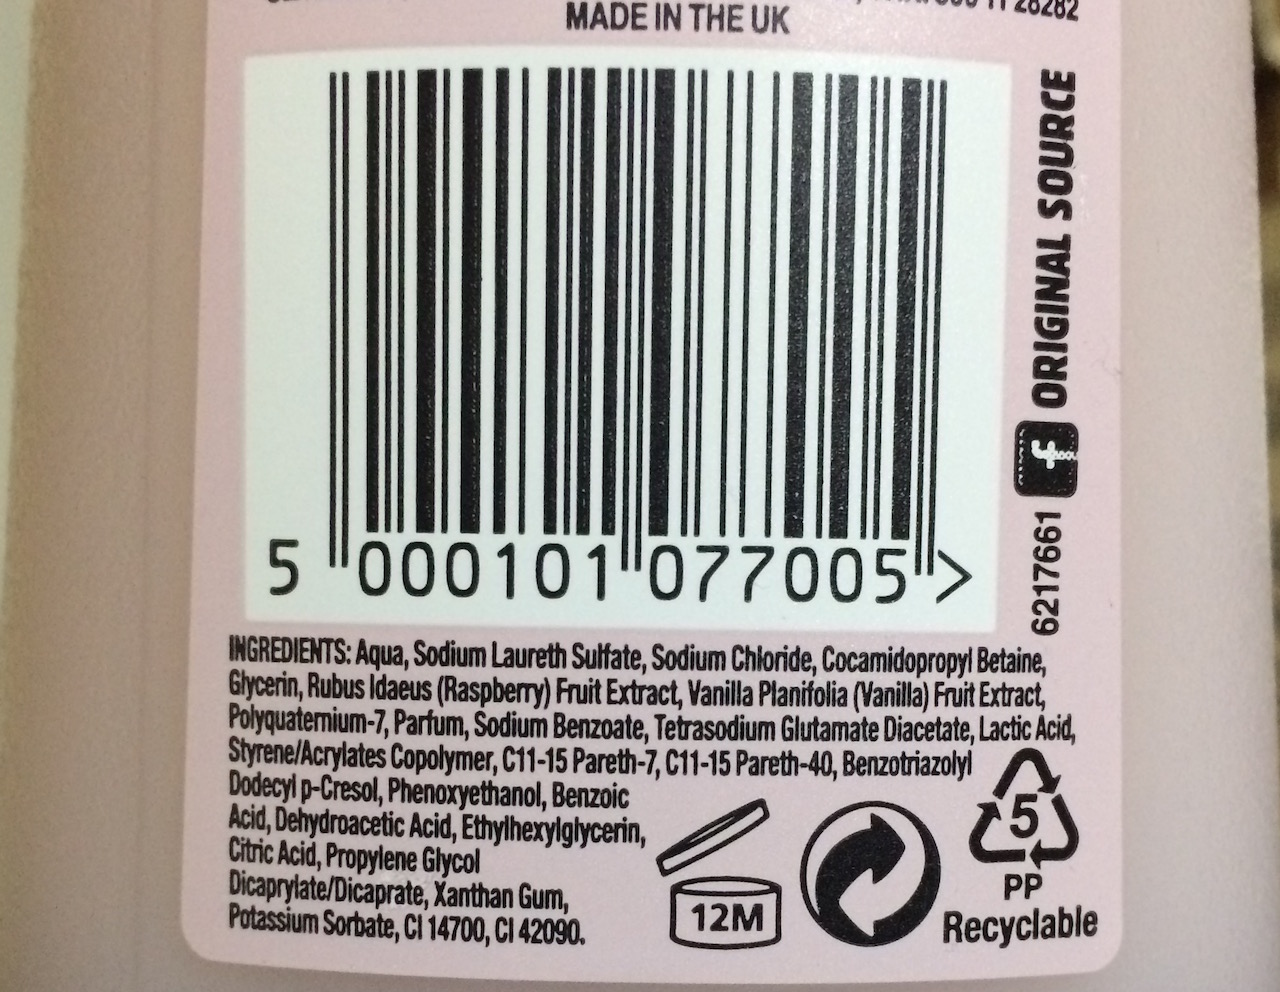 28282
MADE IN THE UK
5 000101 077005 >
ORIGINAL SOURCE
f
6217661
INGREDIENTS: Aqua, Sodium Laureth Sulfate, Sodium Chloride, Cocamidopropyl Betaine,
Glycerin, Rubus Idaeus (Raspberry) Fruit Extract, Vanilla Planifolia (Vanilla) Fruit Extract,
Polyquaternium-7, Parfum, Sodium Benzoate, Tetrasodium Glutamate Diacetate, Lactic Acid,
Styrene/Acrylates Copolymer, C11-15 Pareth-7, C11-15 Pareth-40, Benzotriazolyl
Dodecyl p-Cresol, Phenoxyethanol, Benzoic
Acid, Dehydroacetic Acid, Ethylhexylglycerin,
Citric Acid, Propylene Glycol
Dicaprylate/Dicaprate, Xanthan Gum,
Potassium Sorbate, CI 14700, CI 42090.
12M
5
PP
Recyclable